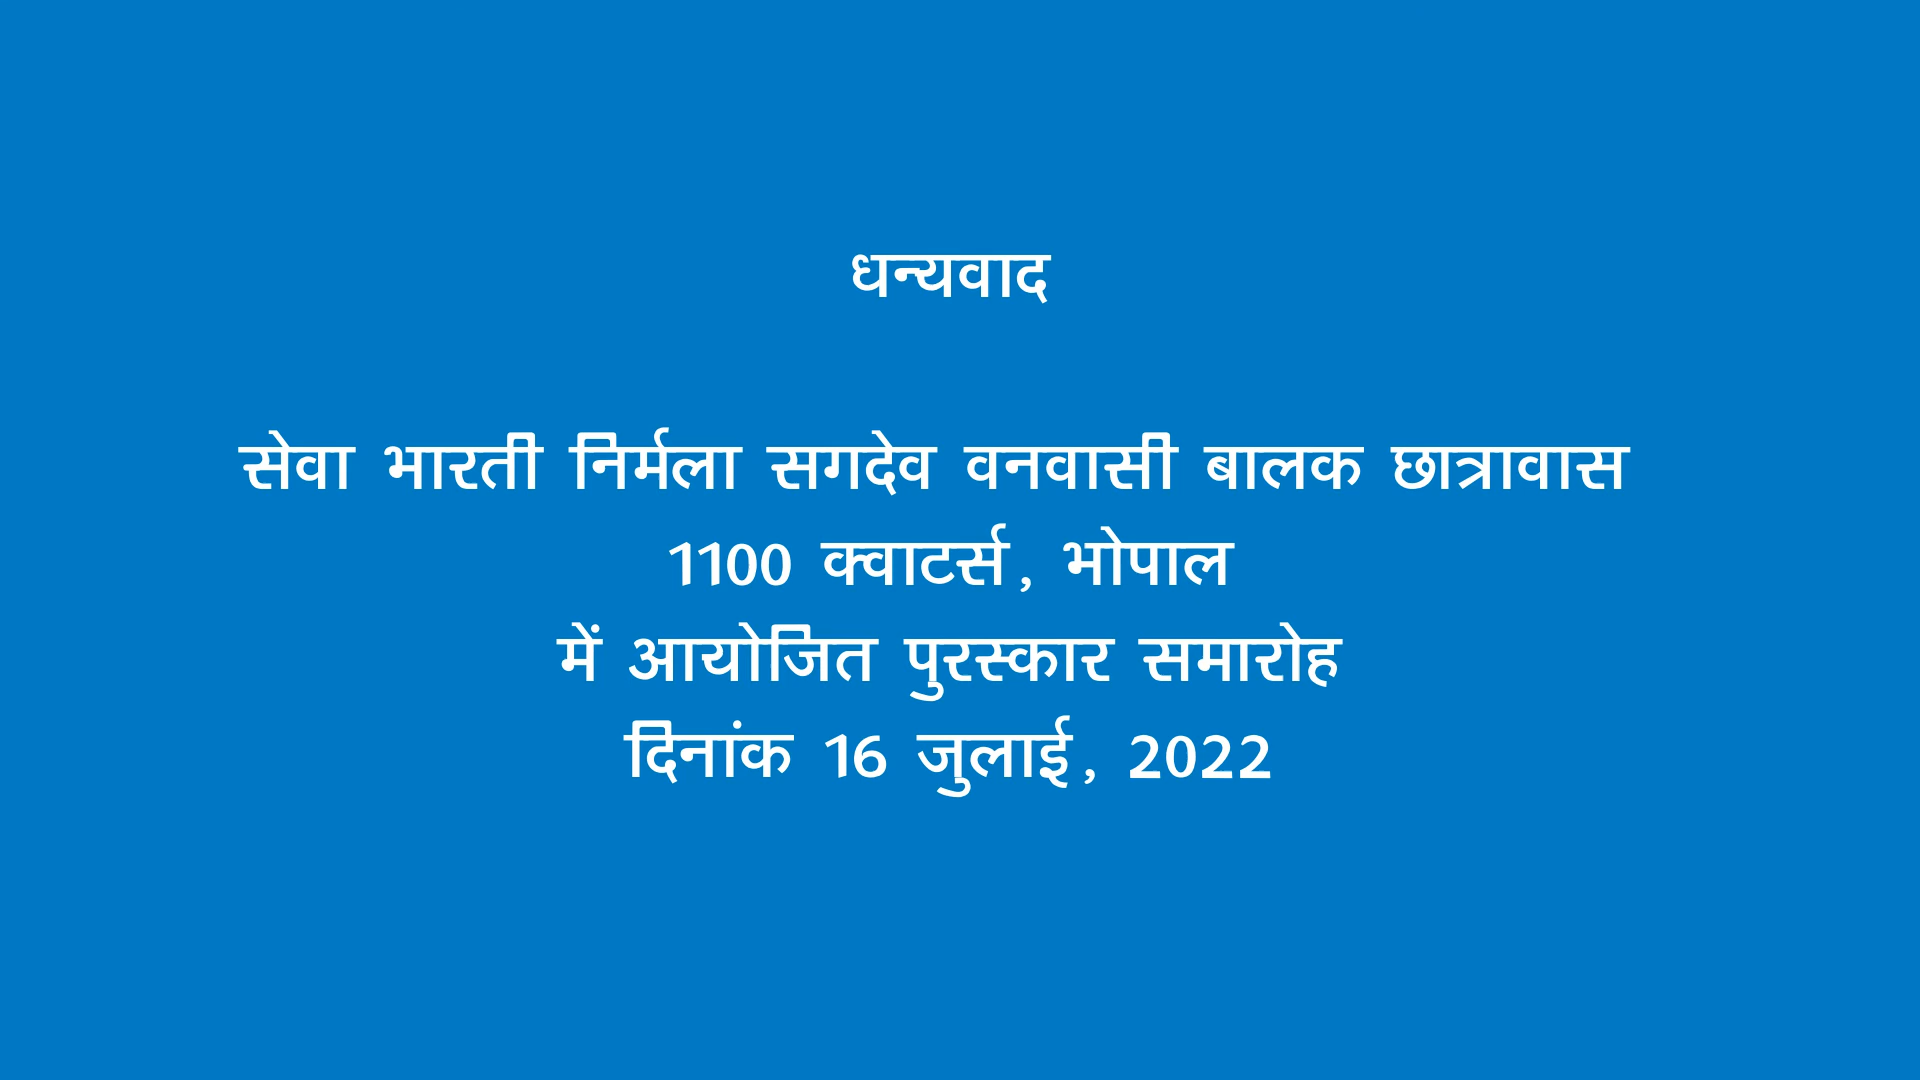 धन्यवाद
सेवा भारती निर्मला सगदेव वनवासी बालक छात्रावास
1100 क्वाटर्स, भोपाल
में आयोजित पुरस्कार समारोह
दिनांक 16 जुलाई, 2022